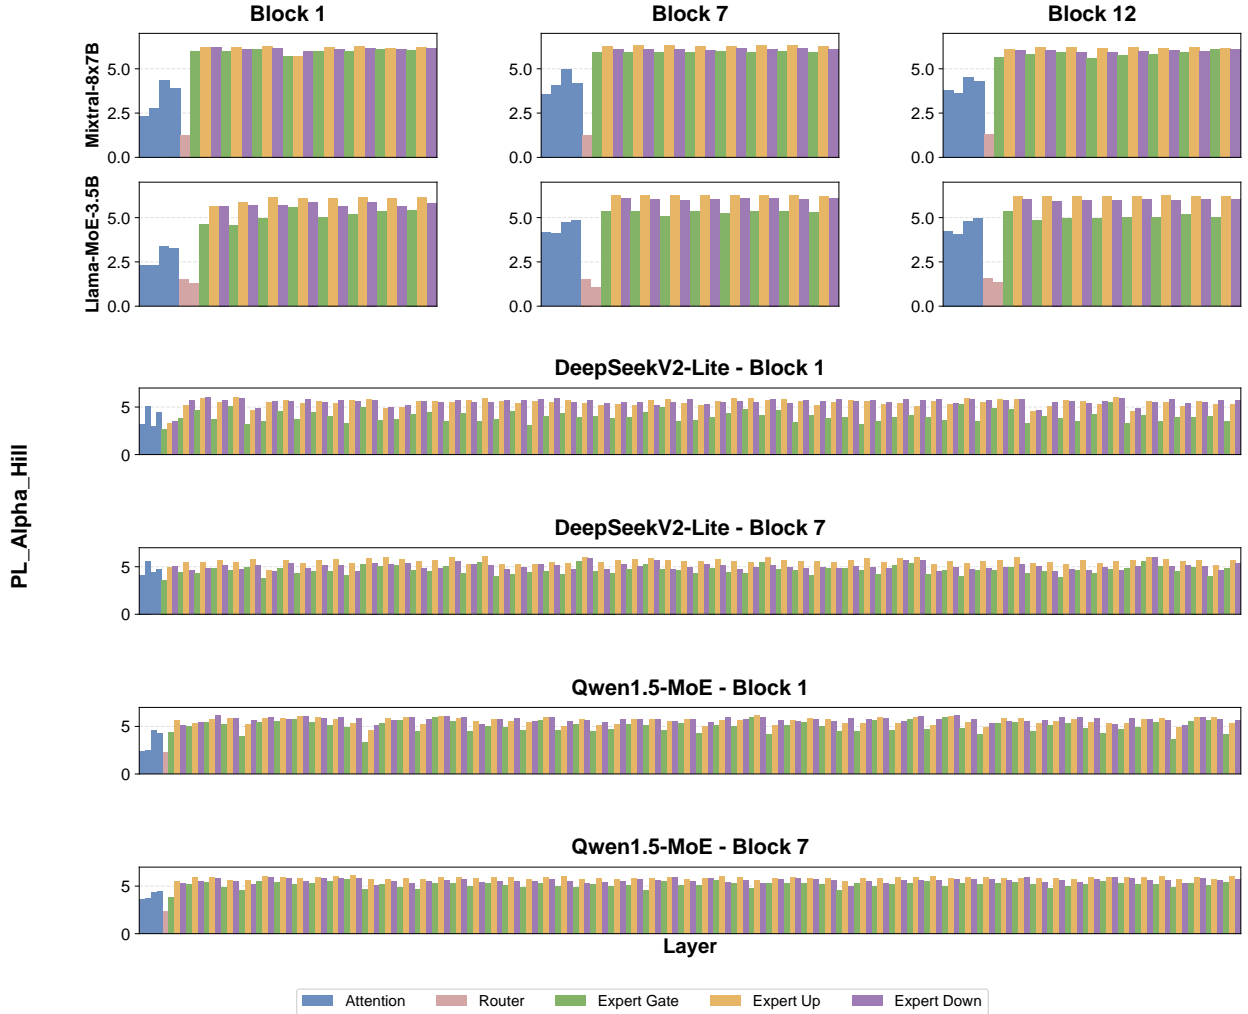 Block 1
Block 7
Block 12
Mixtral-8x7B
5.0
2.5
0.0
5.0
2.5
0.0
5.0
2.5
0.0
Llama-MoE-3.5B
5.0
2.5
0.0
5.0
2.5
0.0
5.0
2.5
0.0
PL_Alpha_Hill
DeepSeekV2-Lite - Block 1
5
0
DeepSeekV2-Lite - Block 7
5
0
Qwen1.5-MoE - Block 1
5
0
Qwen1.5-MoE - Block 7
5
0
Layer
Attention Router Expert Gate Expert Up Expert Down